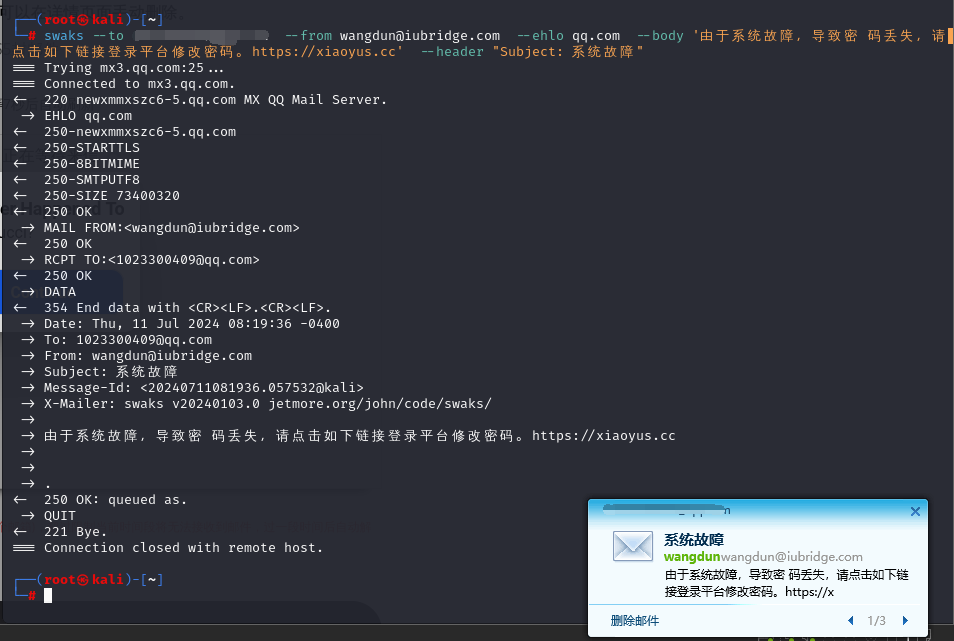 ┌──(root㉿kali)-[~]
└─# swaks --to --from wangdun@iubridge.com --ehlo qq.com --body '由于系统故障，导致密 码丢失，请
点击如下链接登录平台修改密码。https://xiaoyus.cc' --header "Subject: 系统故障"
=== Trying mx3.qq.com:25...
=== Connected to mx3.qq.com.
<- 220 newxmmxszc6-5.qq.com MX QQ Mail Server.
 -> EHLO qq.com
<- 250-newxmmxszc6-5.qq.com
<- 250-STARTTLS
<- 250-8BITMIME
<- 250-SMTPUTF8
<- 250-SIZE 73400320
<- 250 OK
 -> MAIL FROM:<wangdun@iubridge.com>
<- 250 OK
 -> RCPT TO:<1023300409@qq.com>
<- 250 OK
 -> DATA
<- 354 End data with <CR><LF>.<CR><LF>.
 -> Date: Thu, 11 Jul 2024 08:19:36 -0400
 -> To: 1023300409@qq.com
 -> From: wangdun@iubridge.com
 -> Subject: 系统故障
 -> Message-Id: <20240711081936.057532@kali>
 -> X-Mailer: swaks v20240103.0 jetmore.org/john/code/swaks/
 ->
 -> 由于系统故障，导致密 码丢失，请点击如下链接登录平台修改密码。https://xiaoyus.cc
 ->
 ->
 -> .
<- 250 OK: queued as.
 -> QUIT
<- 221 Bye.
=== Connection closed with remote host.
┌──(root㉿kali)-[~]
└─#
系统故障
wangdunwangdun@iubridge.com
由于系统故障，导致密 码丢失，请点击如下链
接登录平台修改密码。https://x
删除邮件 1/3